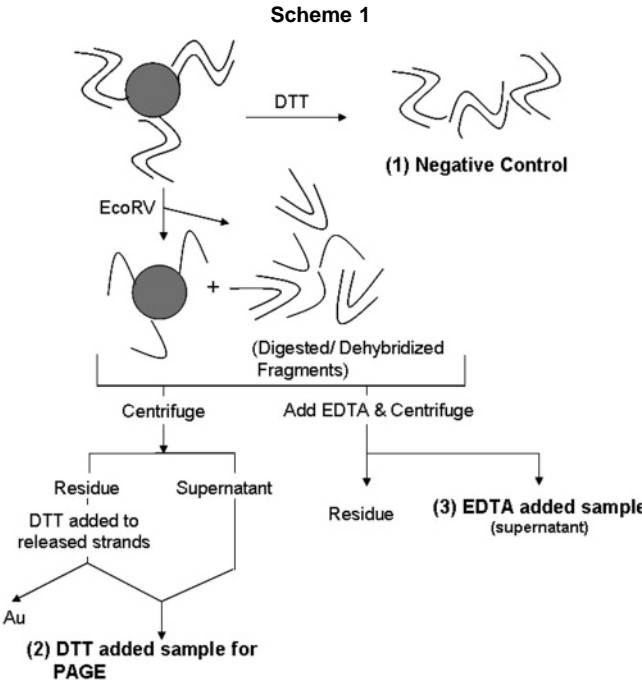 Scheme 1
DTT
(1) Negative Control
EcoRV
+
(Digested/ Dehybridized
Fragments)
Centrifuge
Add EDTA & Centrifuge
Residue
Supernatant
DTT added to
released strands
Residue
(3) EDTA added sample
(supernatant)
Au
(2) DTT added sample for
PAGE